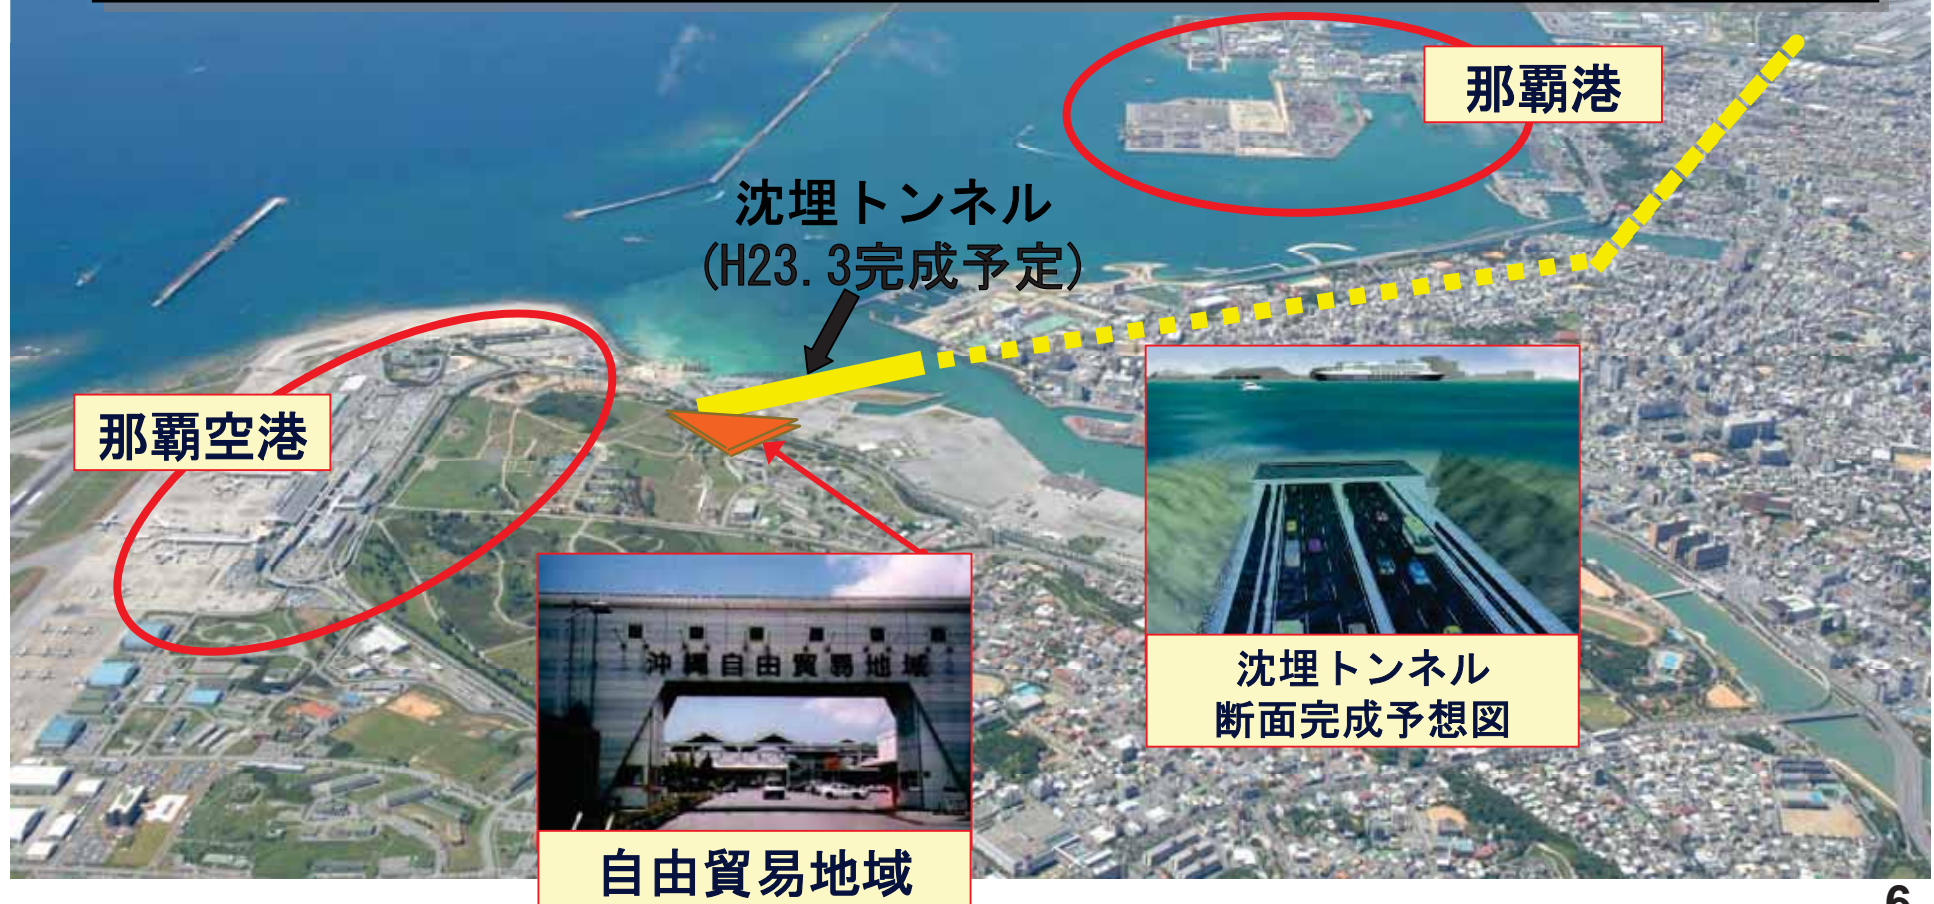 那覇港
沈埋トンネル
(H23.3完成予定)
那覇空港
沖縄自由貿易地域
自由貿易地域
沈埋トンネル
断面完成予想図
6